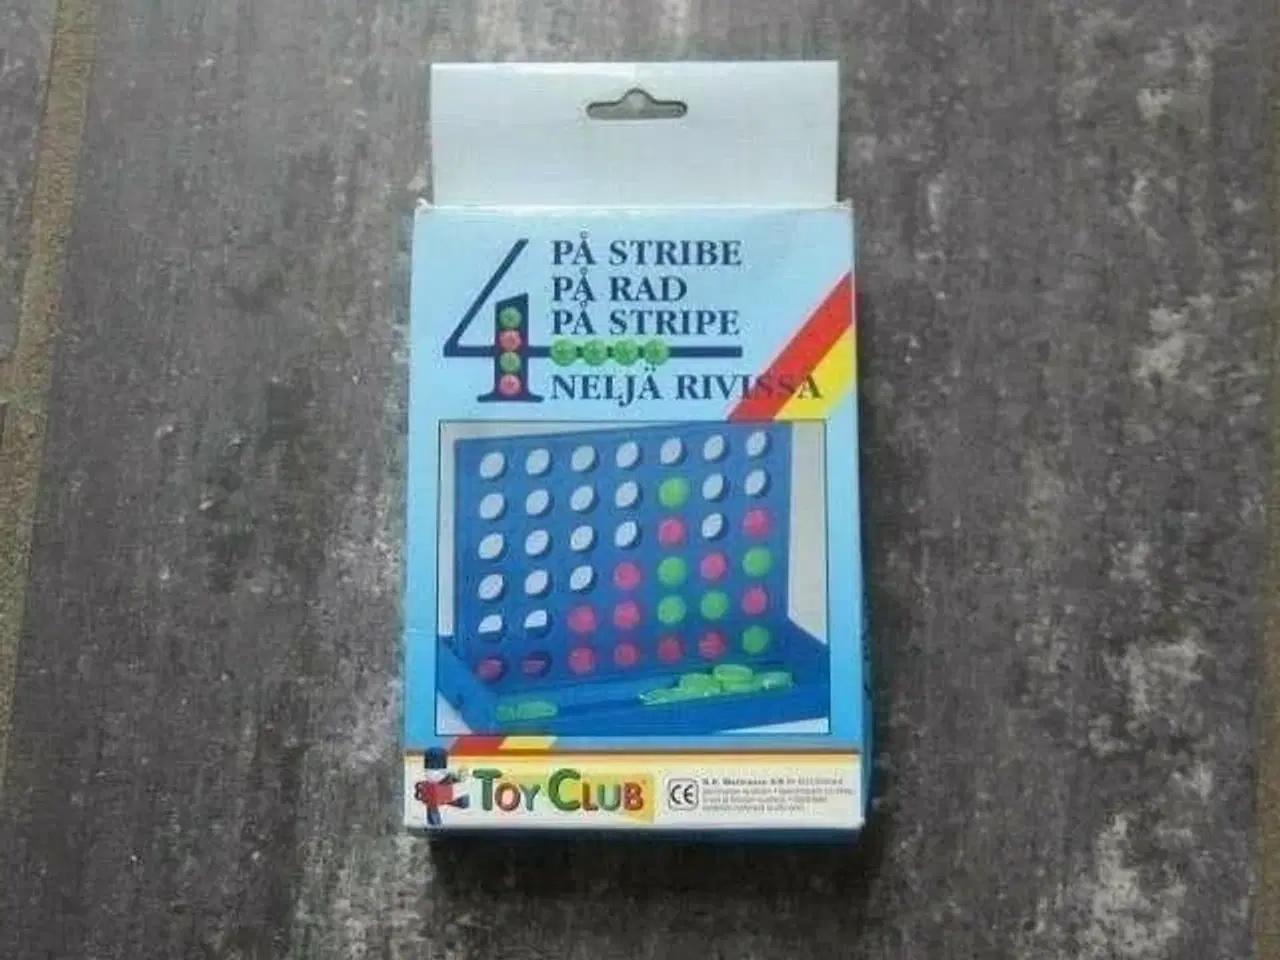 4 PÅ STRIBE
PÅ RAD
PÅ STRIPE
NELJÄ RIVISSÄ
TOY CLUB
CE